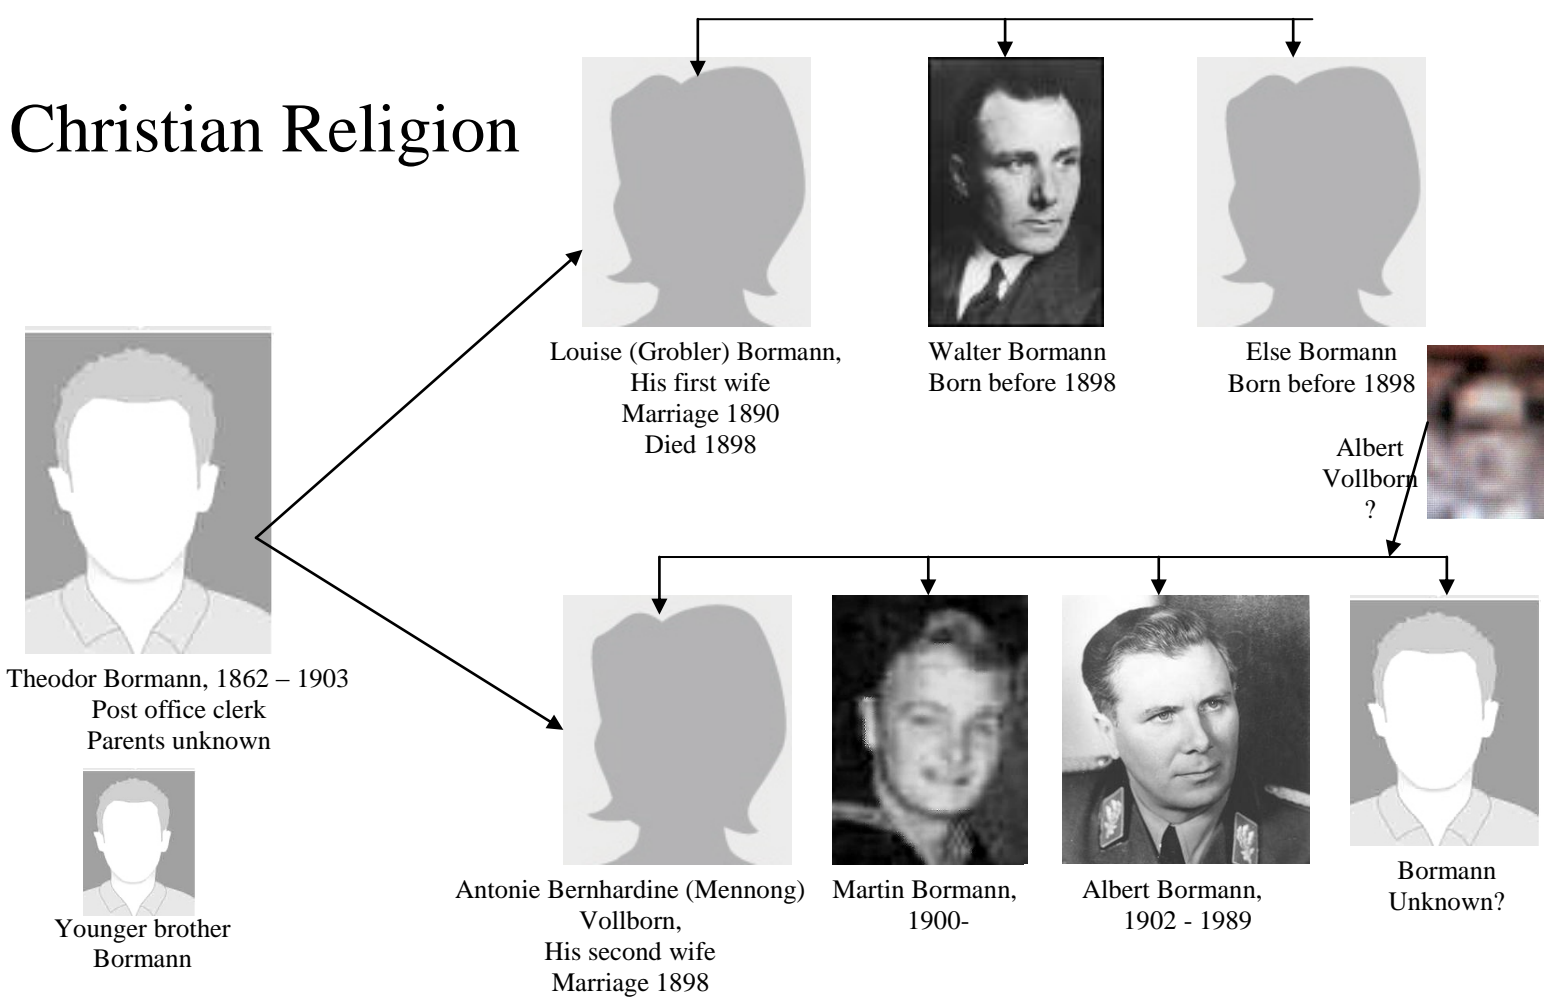 Christian Religion
Louise (Grobler) Bormann,
His first wife
Marriage 1890
Died 1898
Walter Bormann
Born before 1898
Else Bormann
Born before 1898
Albert
Vollborn
?
Theodor Bormann, 1862 – 1903
Post office clerk
Parents unknown
Younger brother
Bormann
Antonie Bernhardine (Mennong)
Vollborn,
His second wife
Marriage 1898
Martin Bormann,
1900-
Albert Bormann,
1902 - 1989
Bormann
Unknown?